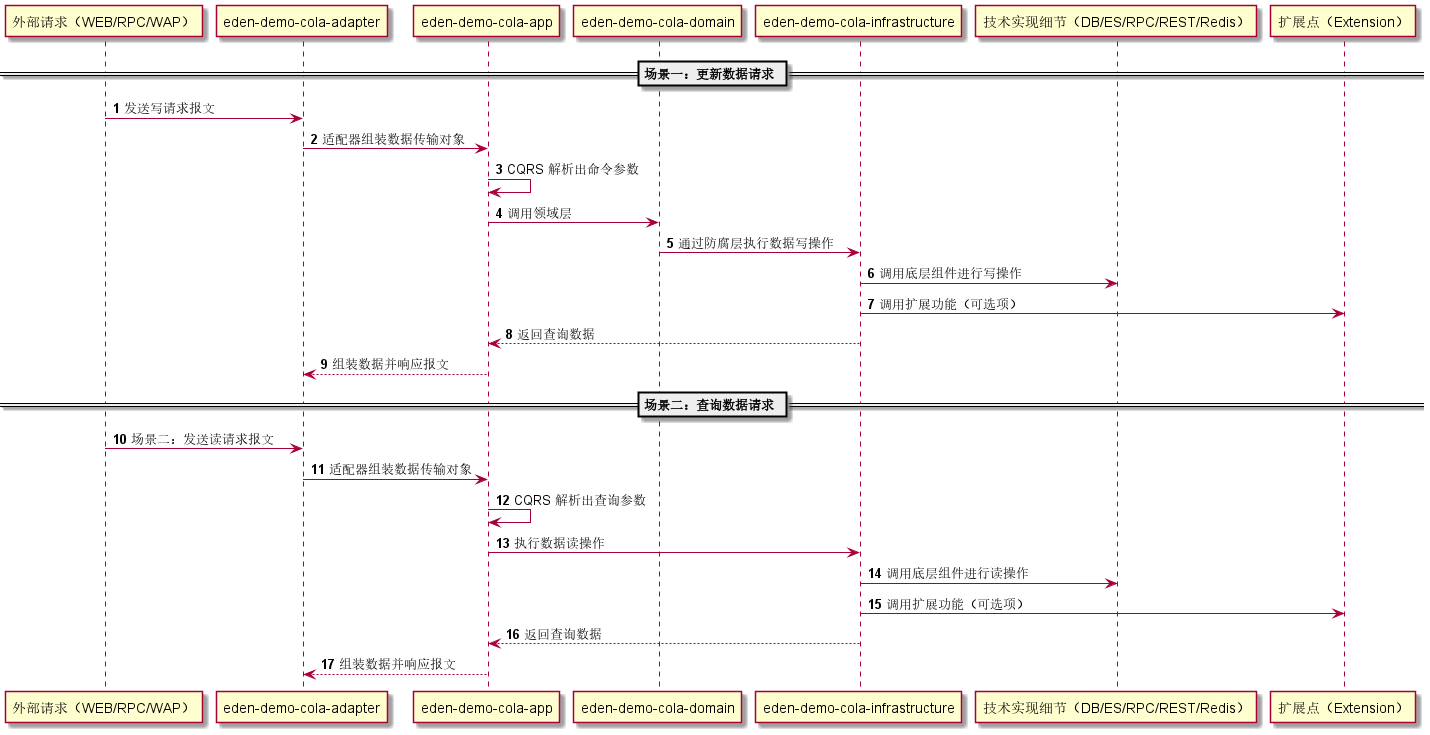 外部请求（WEB/RPC/WAP） eden-demo-cola-adapter eden-demo-cola-app eden-demo-cola-domain eden-demo-cola-infrastructure 技术实现细节（DB/ES/RPC/REST/Redis） 扩展点（Extension）
场景一：更新数据请求
1 发送写请求报文
2 适配器组装数据传输对象
3 CQRS 解析出命令参数
4 调用领域层
5 通过防腐层执行数据写操作
6 调用底层组件进行写操作
7 调用扩展功能（可选项）
8 返回查询数据
9 组装数据并响应报文
场景二：查询数据请求
10 场景二：发送读请求报文
11 适配器组装数据传输对象
12 CQRS 解析出查询参数
13 执行数据读操作
14 调用底层组件进行读操作
15 调用扩展功能（可选项）
16 返回查询数据
17 组装数据并响应报文
外部请求（WEB/RPC/WAP） eden-demo-cola-adapter eden-demo-cola-app eden-demo-cola-domain eden-demo-cola-infrastructure 技术实现细节（DB/ES/RPC/REST/Redis） 扩展点（Extension）